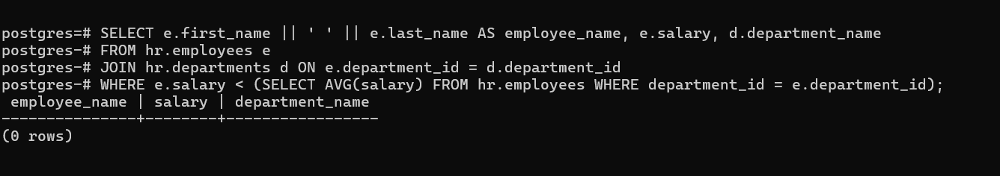 postgres=# SELECT e.first_name || ' ' || e.last_name AS employee_name, e.salary, d.department_name
postgres-# FROM hr.employees e
postgres-# JOIN hr.departments d ON e.department_id = d.department_id
postgres-# WHERE e.salary < (SELECT AVG(salary) FROM hr.employees WHERE department_id = e.department_id);
 employee_name | salary | department_name
---------------+--------+-----------------
(0 rows)